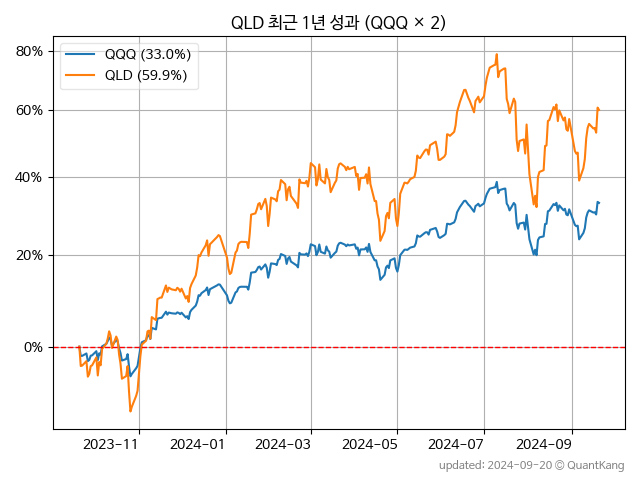 QLD 최근 1년 성과 (QQQ × 2)
QQQ (33.0%)
QLD (59.9%)
80%
60%
40%
20%
0%
2023-11 2024-01 2024-03 2024-05 2024-07 2024-09
updated: 2024-09-20 © QuantKang